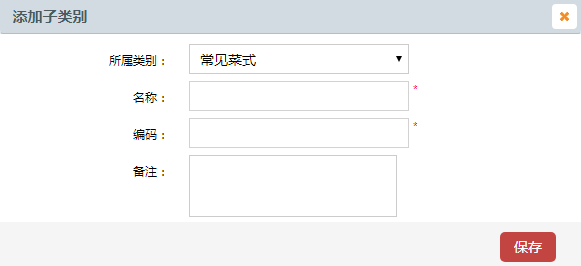 添加子类别
所属类别： 常见菜式
名称： *
编码： *
备注：
保存